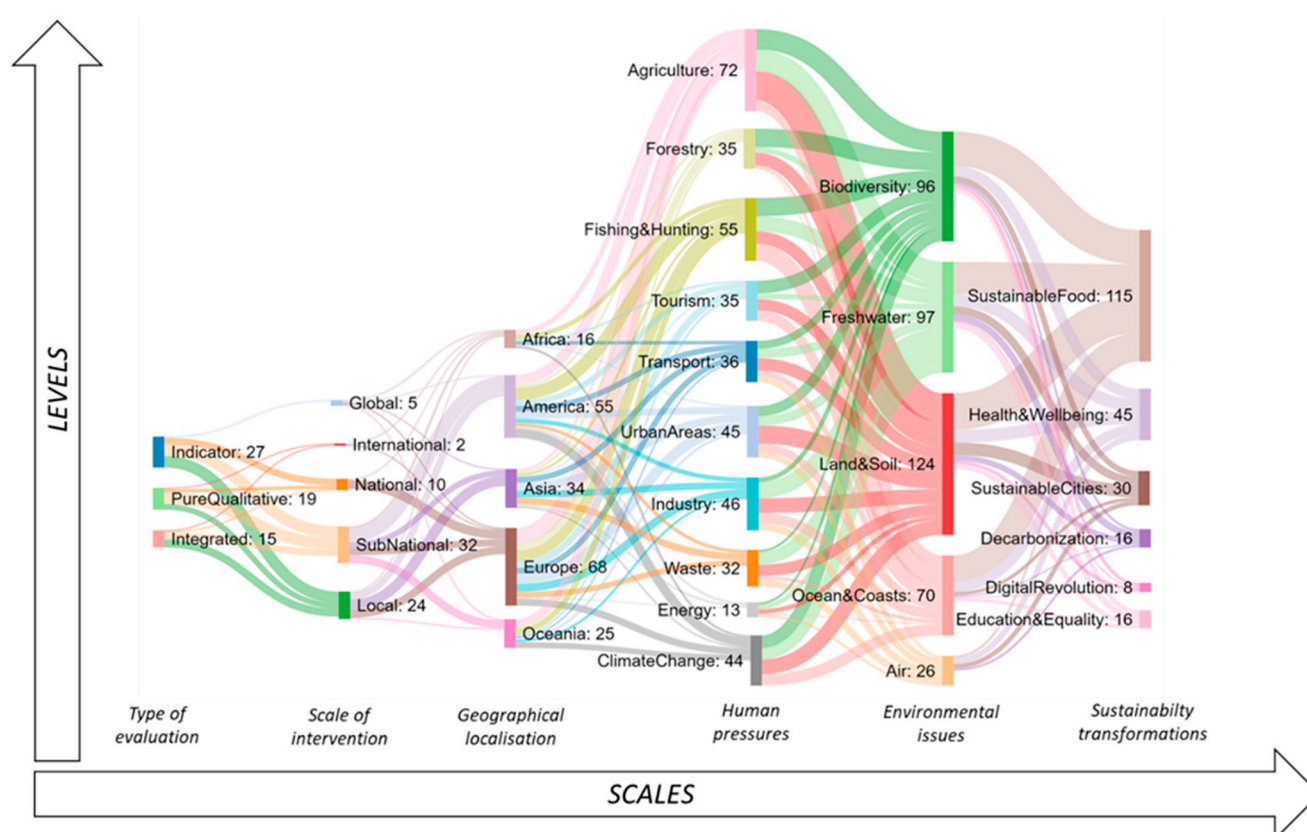 LEVELS
Indicator: 27
PureQualitative: 19
Integrated: 15
Global: 5
International: 2
National: 10
SubNational: 32
Local: 24
Africa: 16
America: 55
Asia: 34
Europe: 68
Oceania: 25
Agriculture: 72
Forestry: 35
Fishing&Hunting: 55
Tourism: 35
Transport: 36
UrbanAreas: 45
Industry: 46
Waste: 32
Energy: 13
ClimateChange: 44
Biodiversity: 96
Freshwater: 97
Land&Soil: 124
Ocean&Coasts: 70
Air: 26
SustainableFood: 115
Health&Wellbeing: 45
SustainableCities: 30
Decarbonization: 16
DigitalRevolution: 8
Education&Equality: 16
Type of
evaluation
Scale of
intervention
Geographical
localisation
Human
pressures
Environmental
issues
Sustainabilty
transformations
SCALES